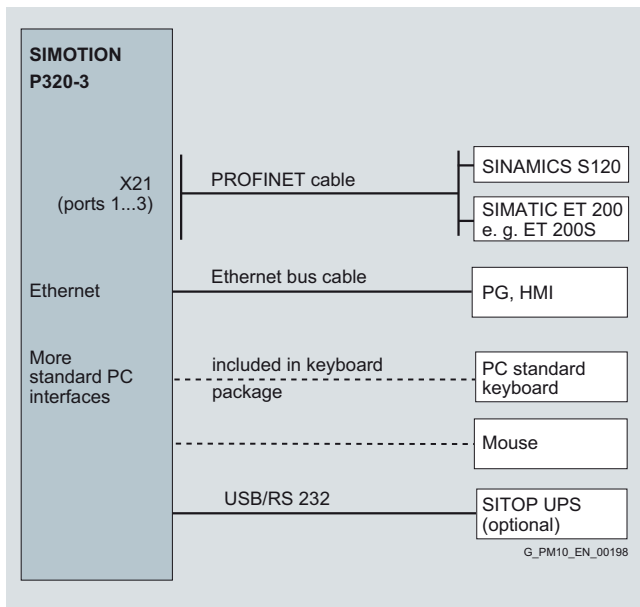 SIMOTION
P320-3
X21
(ports 1...3)
PROFINET cable
SINAMICS S120
SIMATIC ET 200
e. g. ET 200S
Ethernet
Ethernet bus cable
PG, HMI
More
standard PC
interfaces
included in keyboard
package
PC standard
keyboard
Mouse
USB/RS 232
SITOP UPS
(optional)
G_PM10_EN_00198